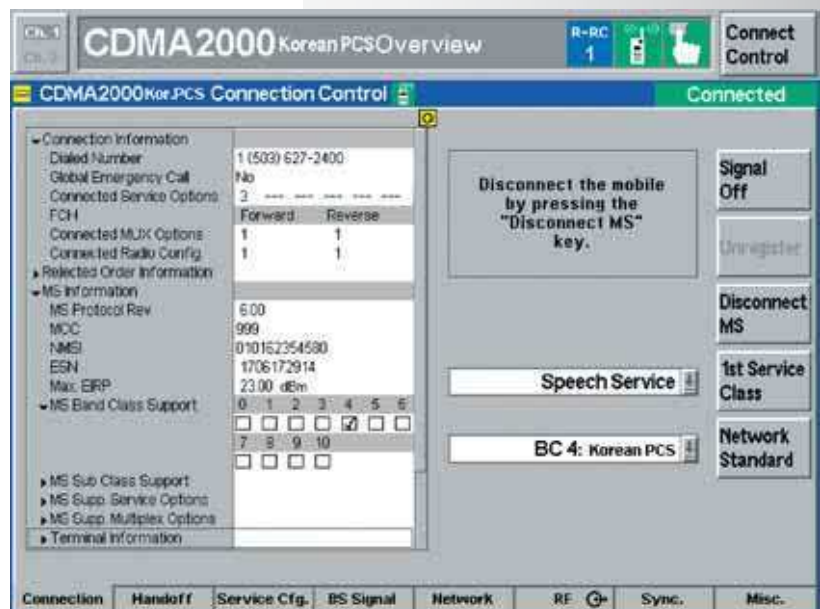 Ch. 1
Ch. 2
CDMA2000 Korean PCS Overview
R-RC
1
Connect
Control
CDMA2000 Kor.PCS Connection Control
Connected
Connection Information
Dialed Number 1 (503) 627-2400
Global Emergency Call No
Connected Service Options 3 --- --- --- --- ---
FCH Forward Reverse
Connected MUX Options 1 1
Connected Radio Config 1 1
Rejected Order Information
MS Information
MS Protocol Rev 6.00
MCC 999
NMSI 010162354580
ESN 1706172914
Max. EIRP 23.00 dBm
MS Band Class Support 0 1 2 3 4 5 6
7 8 9 10
MS Sub Class Support
MS Supp. Service Options
MS Supp. Multiplex Options
Terminal Information
Disconnect the mobile
by pressing the
"Disconnect MS"
key.
Speech Service
BC 4: Korean PCS
Signal
Off
Unregister
Disconnect
MS
1st Service
Class
Network
Standard
Connection Handoff Service Cfg. BS Signal Network RF Sync. Misc.